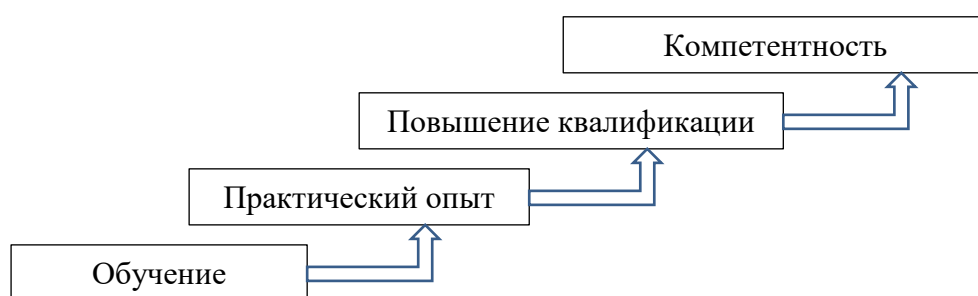 Компетентность
Повышение квалификации
Практический опыт
Обучение